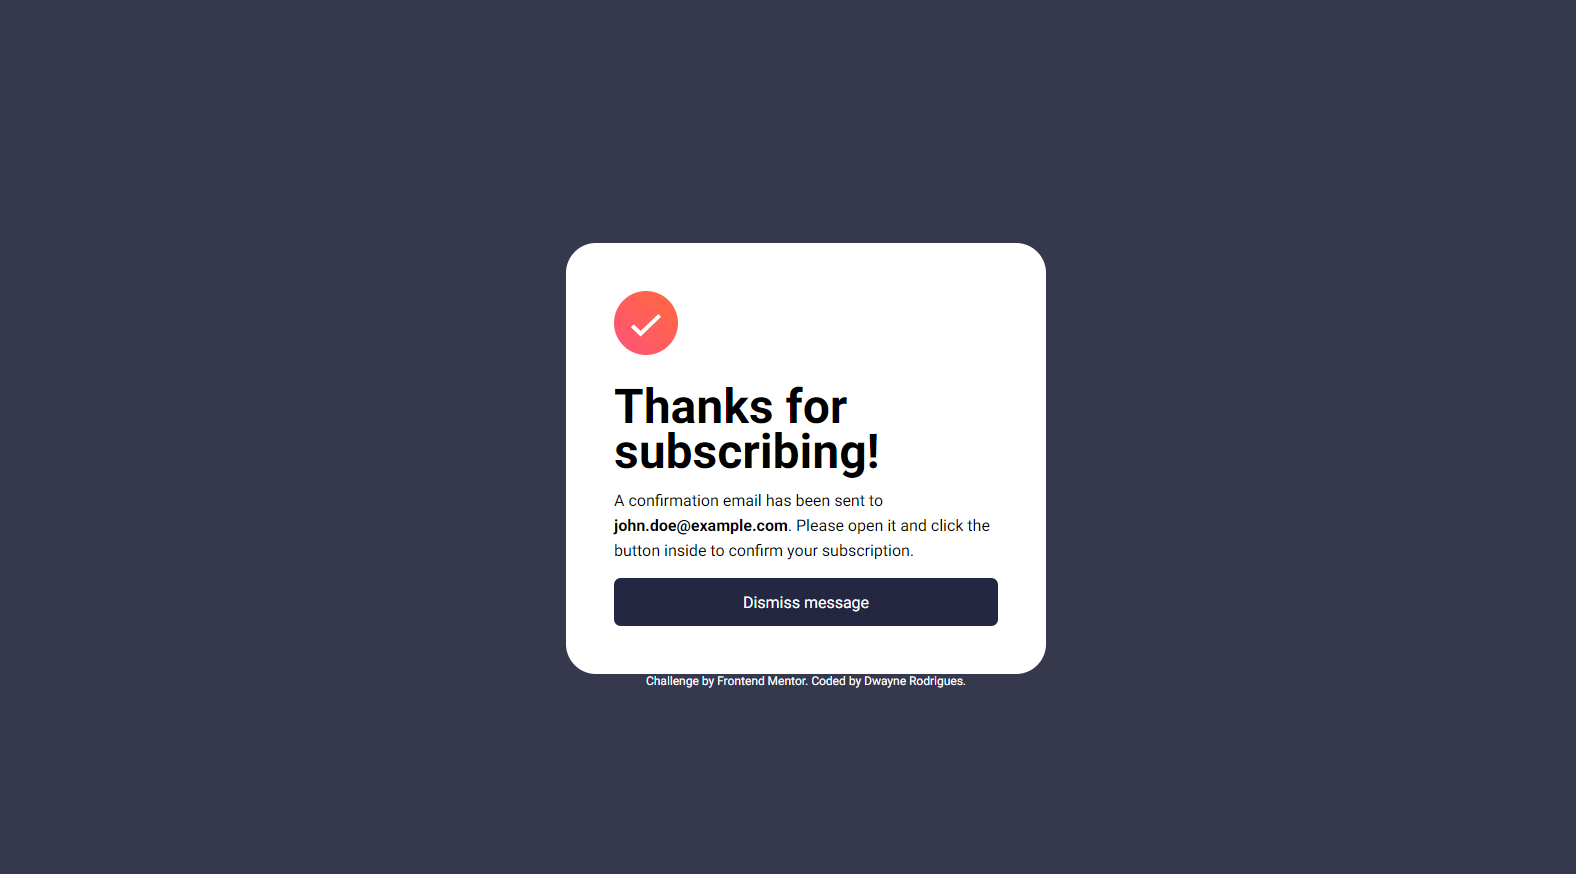 Thanks for
subscribing!
A confirmation email has been sent to
john.doe@example.com. Please open it and click the
button inside to confirm your subscription.
Dismiss message
Challenge by Frontend Mentor. Coded by Dwayne Rodrigues.